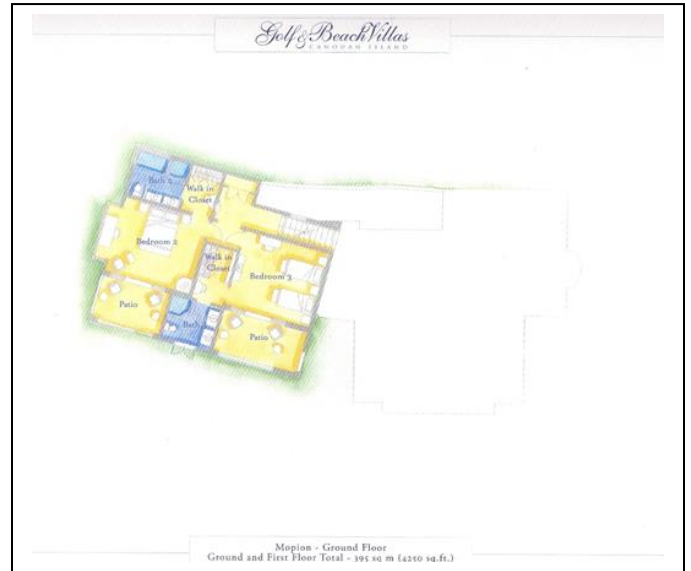 Golf & Beach Villas
CANOUAN ISLAND
Bath 2
Walk in
Closet
Bedroom 2
Walk in
Closet
Bedroom 3
Patio
Bath
Patio
Mopion - Ground Floor
Ground and First Floor Total - 395 sq m (4250 sq.ft.)